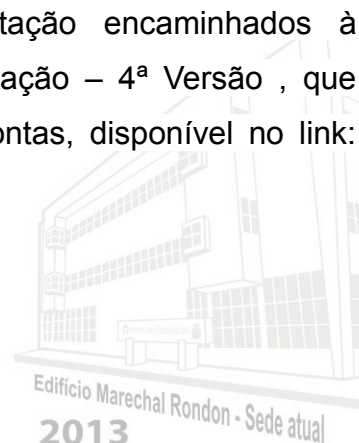 tação encaminhados à
ação – 4ª Versão , que
ontas, disponível no link:
Edifício Marechal Rondon - Sede atual
2013